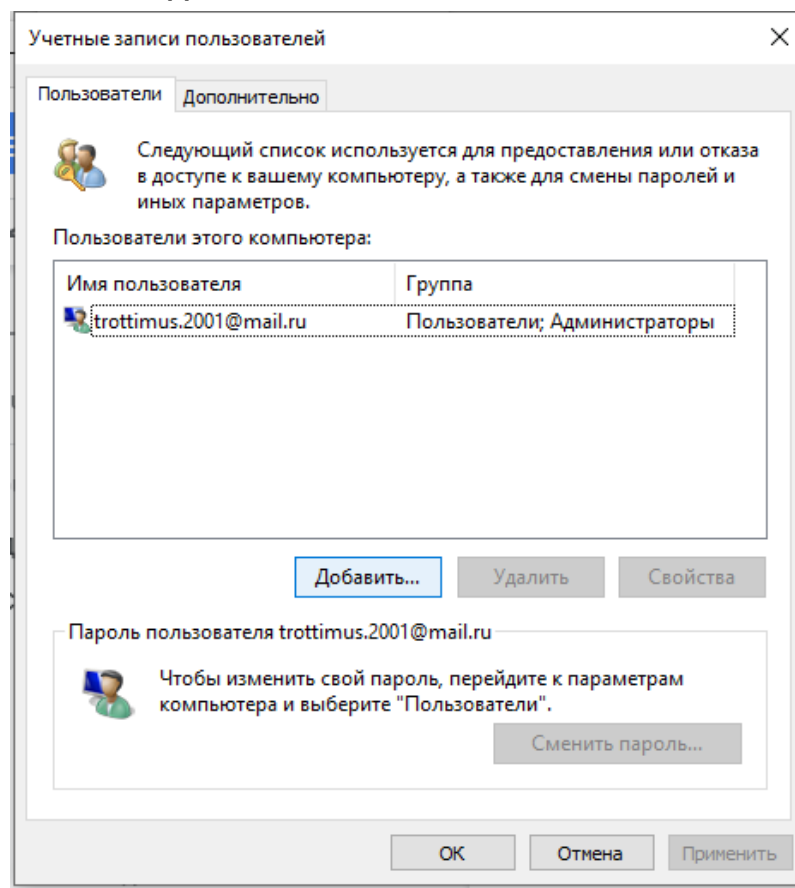 Учетные записи пользователей
Пользователи Дополнительно
Следующий список используется для предоставления или отказа
в доступе к вашему компьютеру, а также для смены паролей и
иных параметров.
Пользователи этого компьютера:
Имя пользователя Группа
trottimus.2001@mail.ru Пользователи; Администраторы
Добавить... Удалить Свойства
Пароль пользователя trottimus.2001@mail.ru
Чтобы изменить свой пароль, перейдите к параметрам
компьютера и выберите "Пользователи".
Сменить пароль...
ОК Отмена Применить